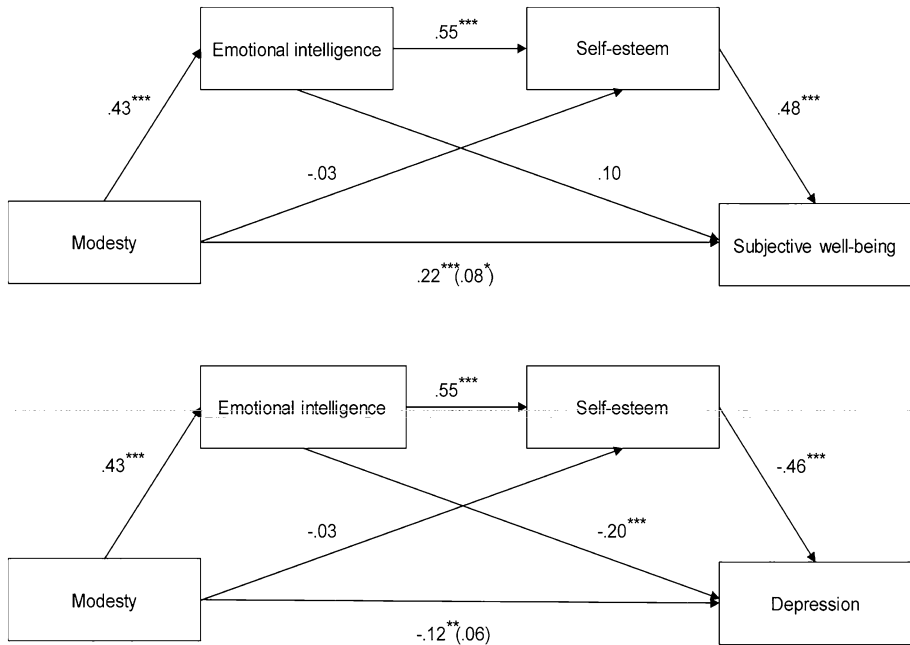 .55***
Emotional intelligence
Self-esteem
.43***
.48***
-.03
.10
Modesty
Subjective well-being
.22***(.08*)
.55***
Emotional intelligence
Self-esteem
.43***
-.46***
-.03
-.20***
Modesty
Depression
-.12**(.06)